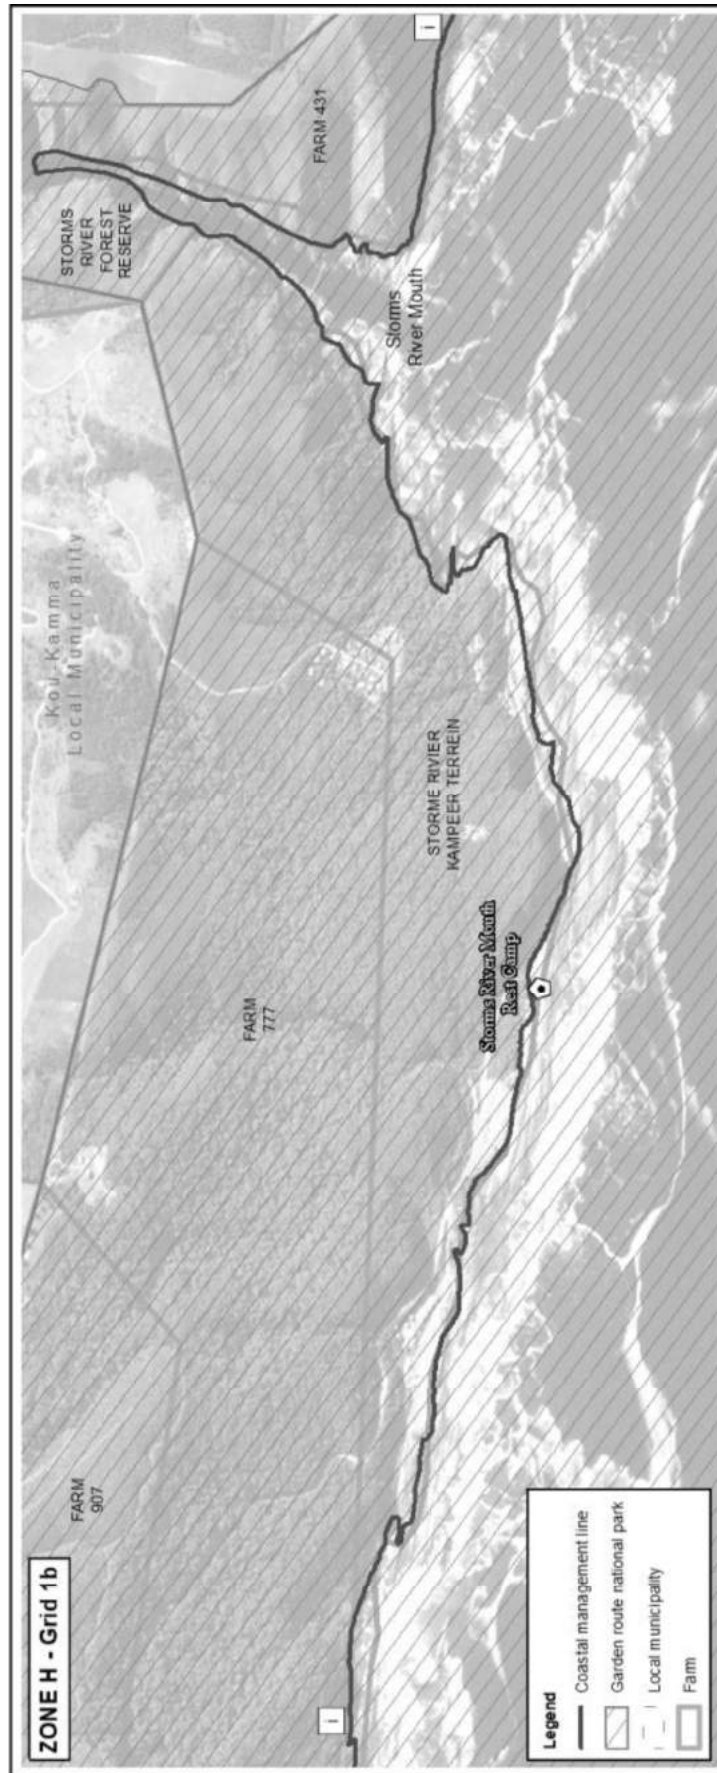 ZONE H - Grid 1b
FARM
907
FARM
777
Kou-Kamma
Local Municipality
STORMS
RIVER
FOREST
RESERVE
FARM 431
i
i
Storms
River Mouth
STORME RIVIER
KAMPEER TERREIN
Storms River Mouth
Rest Camp
Legend
Coastal management line
Garden route national park
Local municipality
Farm